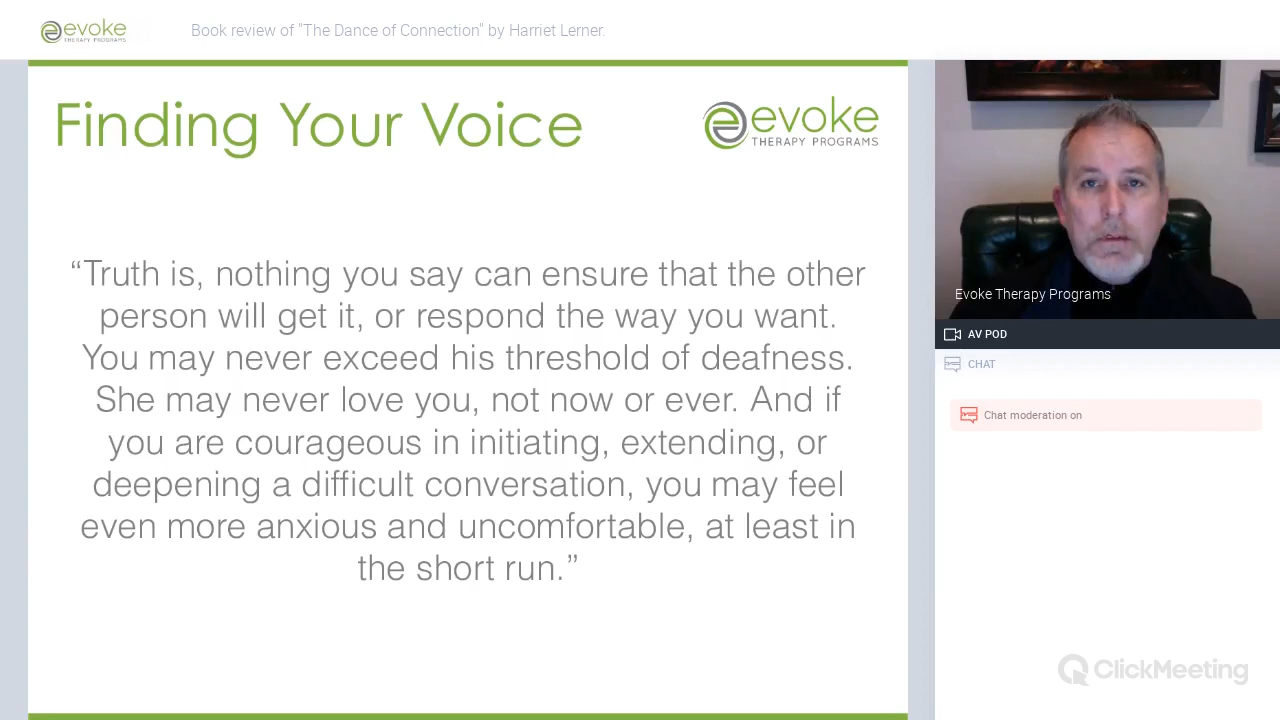 evoke
THERAPY PROGRAMS
Book review of "The Dance of Connection" by Harriet Lerner.
Finding Your Voice
evoke
THERAPY PROGRAMS
“Truth is, nothing you say can ensure that the other
person will get it, or respond the way you want.
You may never exceed his threshold of deafness.
She may never love you, not now or ever. And if
you are courageous in initiating, extending, or
deepening a difficult conversation, you may feel
even more anxious and uncomfortable, at least in
the short run.”
Evoke Therapy Programs
AV POD
CHAT
Chat moderation on
ClickMeeting